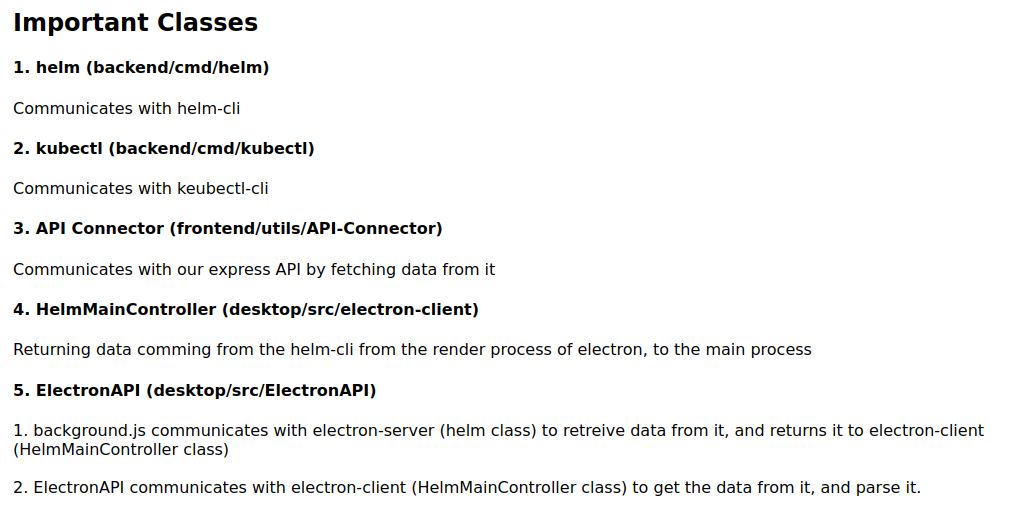 Important Classes
1. helm (backend/cmd/helm)
Communicates with helm-cli
2. kubectl (backend/cmd/kubectl)
Communicates with keubectl-cli
3. API Connector (frontend/utils/API-Connector)
Communicates with our express API by fetching data from it
4. HelmMainController (desktop/src/electron-client)
Returning data comming from the helm-cli from the render process of electron, to the main process
5. ElectronAPI (desktop/src/ElectronAPI)
1. background.js communicates with electron-server (helm class) to retreive data from it, and returns it to electron-client
(HelmMainController class)
2. ElectronAPI communicates with electron-client (HelmMainController class) to get the data from it, and parse it.